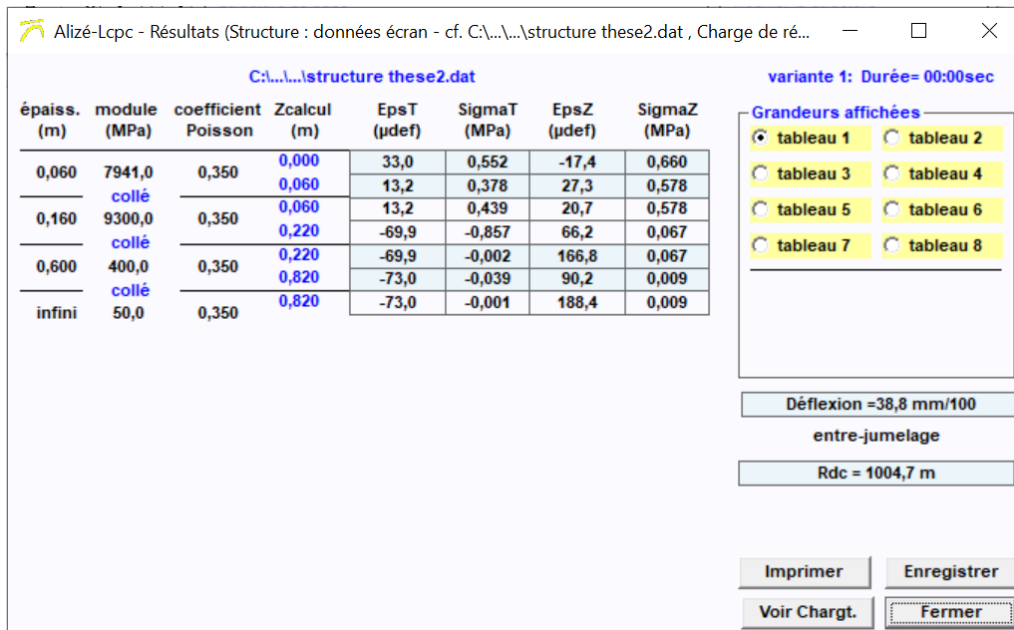 Alizé-Lcpc - Résultats (Structure : données écran - cf. C:\...\...\structure these2.dat , Charge de ré...
C:\...\...\structure these2.dat
variante 1: Durée= 00:00sec
épaiss. module coefficient Zcalcul EpsT SigmaT EpsZ SigmaZ
(m) (MPa) Poisson (m) (µdef) (MPa) (µdef) (MPa)
0,000 33,0 0,552 -17,4 0,660
0,060 7941,0 0,350
0,060 13,2 0,378 27,3 0,578
collé
0,060 13,2 0,439 20,7 0,578
0,160 9300,0 0,350
0,220 -69,9 -0,857 66,2 0,067
collé
0,220 -69,9 -0,002 166,8 0,067
0,600 400,0 0,350
0,820 -73,0 -0,039 90,2 0,009
collé
0,820 -73,0 -0,001 188,4 0,009
infini 50,0 0,350
Grandeurs affichées
tableau 1 tableau 2
tableau 3 tableau 4
tableau 5 tableau 6
tableau 7 tableau 8
Déflexion =38,8 mm/100
entre-jumelage
Rdc = 1004,7 m
Imprimer Enregistrer
Voir Chargt. Fermer